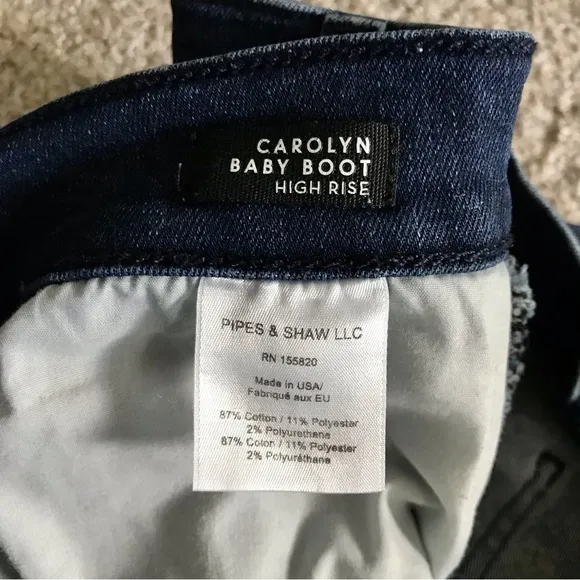 CAROLYN
BABY BOOT
HIGH RISE
PIPES & SHAW LLC
RN 155820
Made in USA/
Fabriqué aux EU
87% Cotton / 11% Polyester
2% Polyurethane
87% Coton / 11% Polyester
2% Polyuréthane